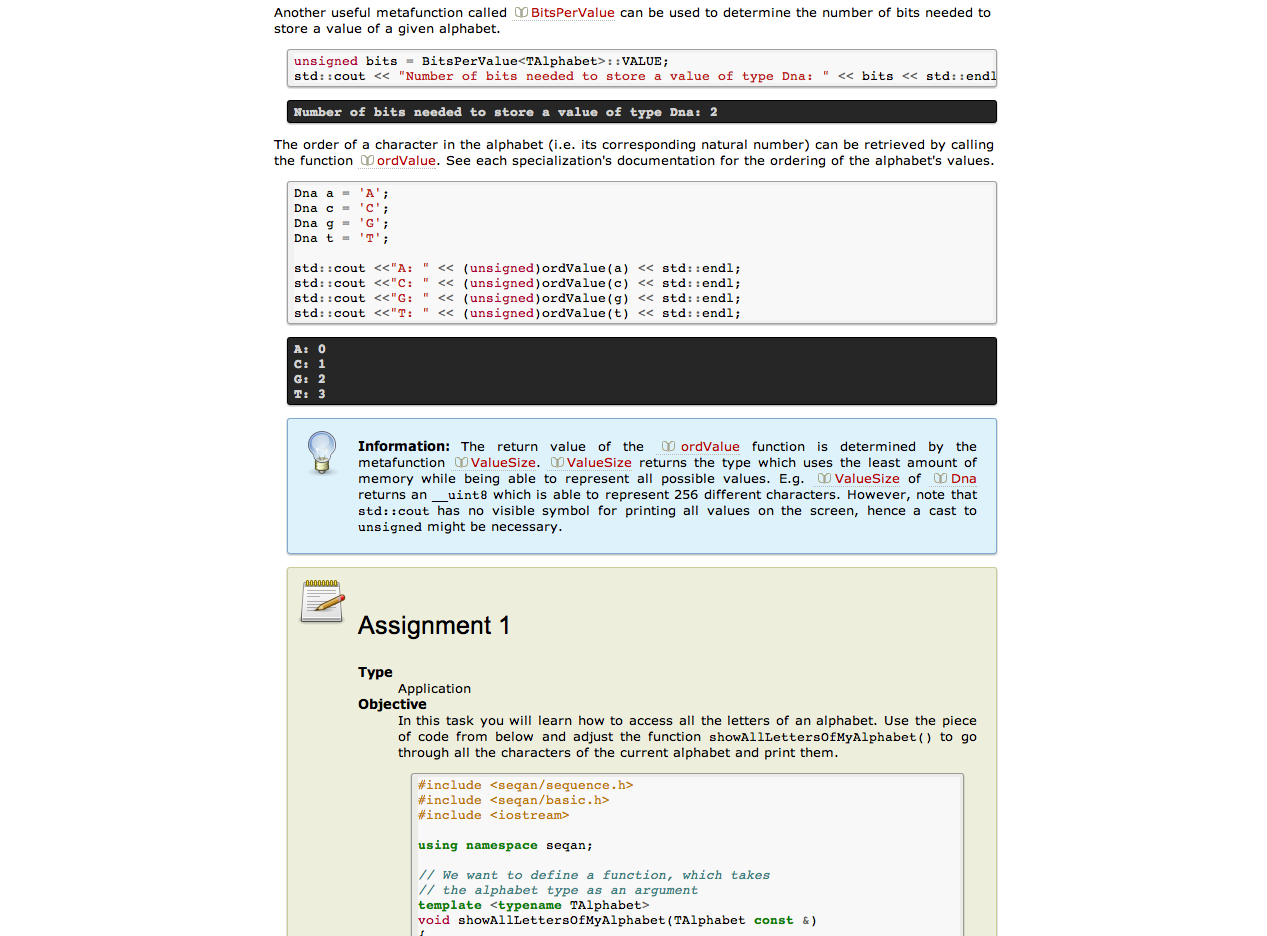 Another useful metafunction called BitsPerValue can be used to determine the number of bits needed to
store a value of a given alphabet.
unsigned bits = BitsPerValue<TAlphabet>::VALUE;
std::cout << "Number of bits needed to store a value of type Dna: " << bits << std::endl
Number of bits needed to store a value of type Dna: 2
The order of a character in the alphabet (i.e. its corresponding natural number) can be retrieved by calling
the function ordValue. See each specialization's documentation for the ordering of the alphabet's values.
Dna a = 'A';
Dna c = 'C';
Dna g = 'G';
Dna t = 'T';
std::cout <<"A: " << (unsigned)ordValue(a) << std::endl;
std::cout <<"C: " << (unsigned)ordValue(c) << std::endl;
std::cout <<"G: " << (unsigned)ordValue(g) << std::endl;
std::cout <<"T: " << (unsigned)ordValue(t) << std::endl;
A: 0
C: 1
G: 2
T: 3
Information: The return value of the ordValue function is determined by the
metafunction ValueSize. ValueSize returns the type which uses the least amount of
memory while being able to represent all possible values. E.g. ValueSize of Dna
returns an __uint8 which is able to represent 256 different characters. However, note that
std::cout has no visible symbol for printing all values on the screen, hence a cast to
unsigned might be necessary.
Assignment 1
Type
Application
Objective
In this task you will learn how to access all the letters of an alphabet. Use the piece
of code from below and adjust the function showAllLettersOfMyAlphabet() to go
through all the characters of the current alphabet and print them.
#include <seqan/sequence.h>
#include <seqan/basic.h>
#include <iostream>
using namespace seqan;
// We want to define a function, which takes
// the alphabet type as an argument
template <typename TAlphabet>
void showAllLettersOfMyAlphabet(TAlphabet const &)
{